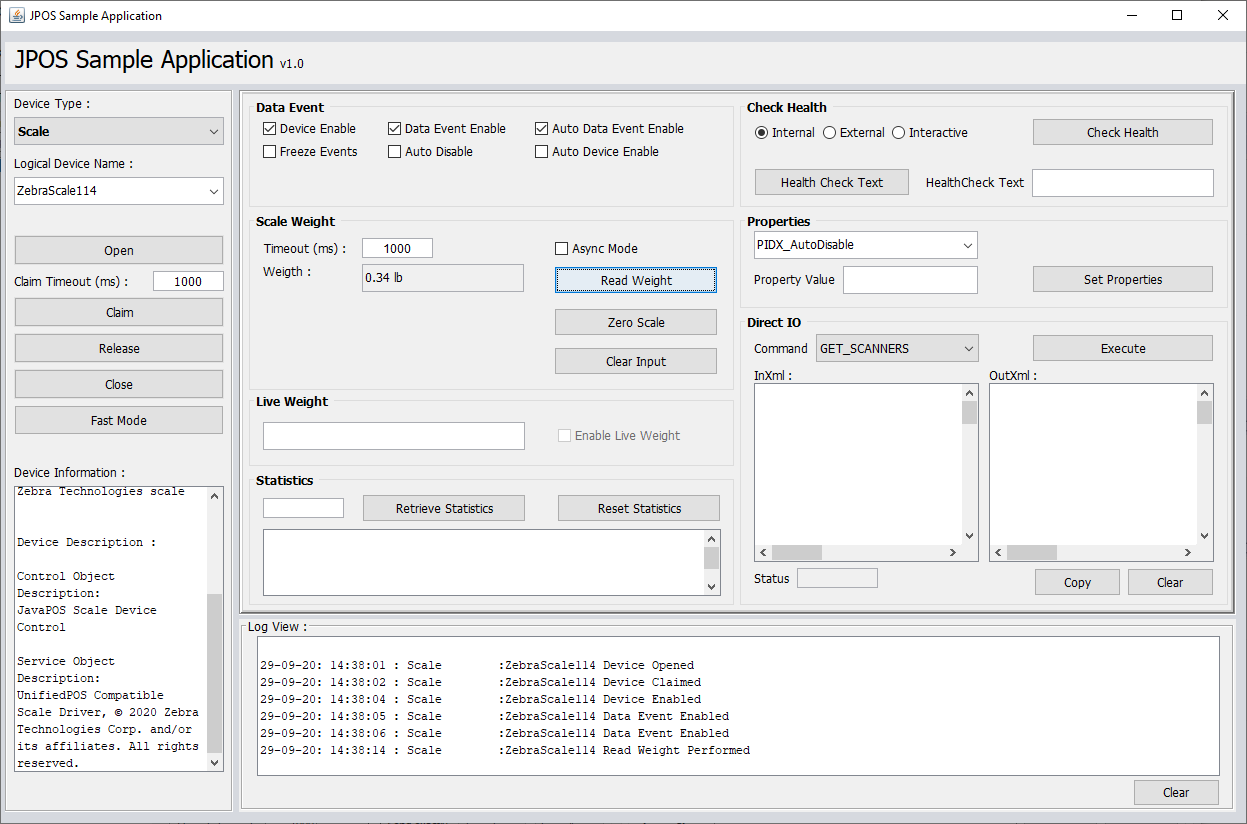 JPOS Sample Application
JPOS Sample Application v1.0
Device Type :
Scale
Logical Device Name :
ZebraScale114
Open
Claim Timeout (ms) : 1000
Claim
Release
Close
Fast Mode
Device Information :
Zebra Technologies scale
Device Description :
Control Object
Description:
JavaPOS Scale Device
Control
Service Object
Description:
UnifiedPOS Compatible
Scale Driver, © 2020 Zebra
Technologies Corp. and/or
its affiliates. All rights
reserved.
Data Event
Device Enable Data Event Enable Auto Data Event Enable
Freeze Events Auto Disable Auto Device Enable
Scale Weight
Timeout (ms) : 1000 Async Mode
Weigth : 0.34 lb Read Weight
Zero Scale
Clear Input
Live Weight
Enable Live Weight
Statistics
Retrieve Statistics Reset Statistics
Check Health
Internal External Interactive Check Health
Health Check Text HealthCheck Text
Properties
PIDX_AutoDisable
Property Value Set Properties
Direct IO
Command GET_SCANNERS Execute
InXml : OutXml :
Status Copy Clear
Log View :
29-09-20: 14:38:01 : Scale :ZebraScale114 Device Opened
29-09-20: 14:38:02 : Scale :ZebraScale114 Device Claimed
29-09-20: 14:38:04 : Scale :ZebraScale114 Device Enabled
29-09-20: 14:38:05 : Scale :ZebraScale114 Data Event Enabled
29-09-20: 14:38:06 : Scale :ZebraScale114 Data Event Enabled
29-09-20: 14:38:14 : Scale :ZebraScale114 Read Weight Performed
Clear